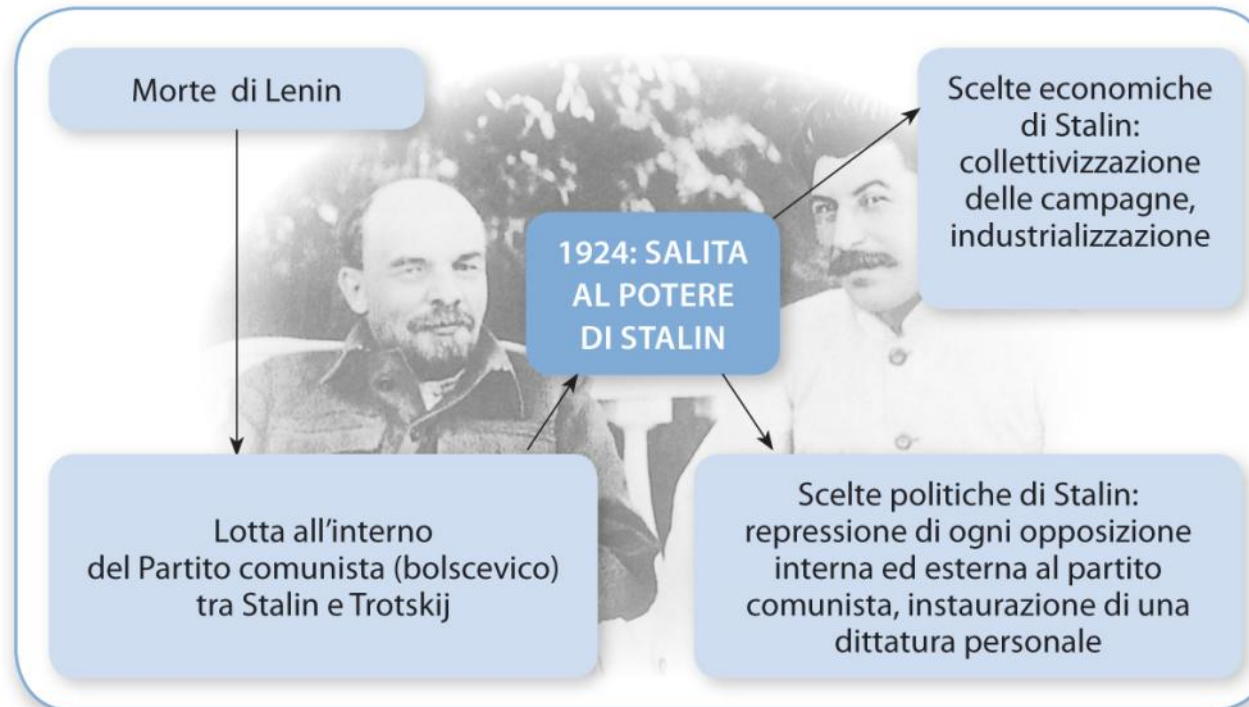 Morte di Lenin
Lotta all’interno
del Partito comunista (bolscevico)
tra Stalin e Trotskij
1924: SALITA
AL POTERE
DI STALIN
Scelte economiche
di Stalin:
collettivizzazione
delle campagne,
industrializzazione
Scelte politiche di Stalin:
repressione di ogni opposizione
interna ed esterna al partito
comunista, instaurazione di una
dittatura personale